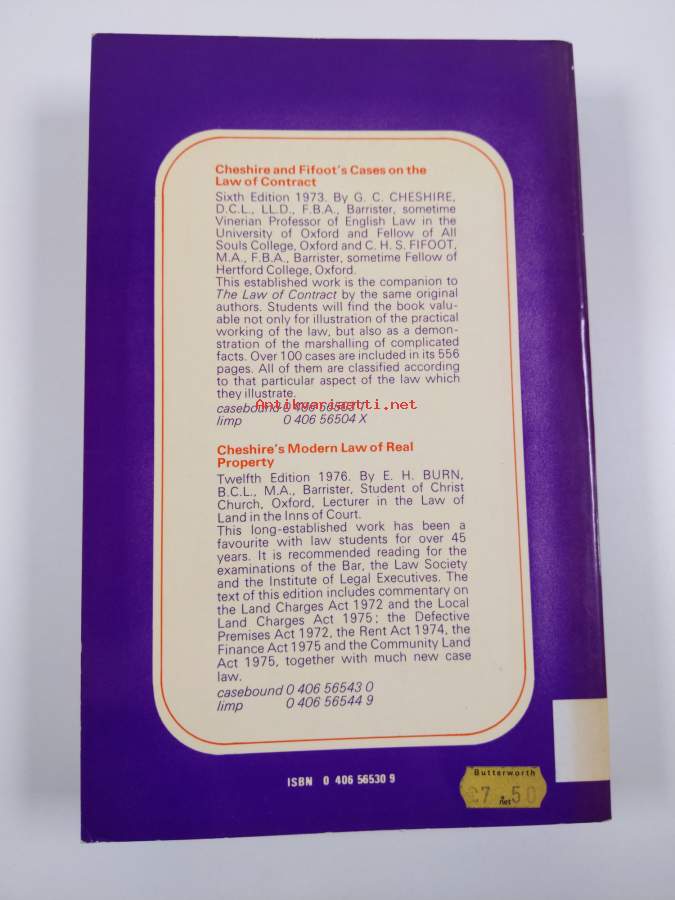 Cheshire and Fifoot's Cases on the
Law of Contract
Sixth Edition 1973. By G. C. CHESHIRE,
D.C.L., LL.D., F.B.A., Barrister, sometime
Vinerian Professor of English Law in the
University of Oxford and Fellow of All
Souls College, Oxford and C. H. S. FIFOOT,
M.A., F.B.A., Barrister, sometime Fellow of
Hertford College, Oxford.
This established work is the companion to
The Law of Contract by the same original
authors. Students will find the book valu-
able not only for illustration of the practical
working of the law, but also as a demon-
stration of the marshalling of complicated
facts. Over 100 cases are included in its 556
pages. All of them are classified according
to that particular aspect of the law which
they illustrate.
casebound 0 406
Antikvariaatti.net
limp 0 406 56504 X
Cheshire's Modern Law of Real
Property
Twelfth Edition 1976. By E. H. BURN,
B.C.L., M.A., Barrister, Student of Christ
Church, Oxford, Lecturer in the Law of
Land in the Inns of Court.
This long-established work has been a
favourite with law students for over 45
years. It is recommended reading for the
examinations of the Bar, the Law Society
and the Institute of Legal Executives. The
text of this edition includes commentary on
the Land Charges Act 1972 and the Local
Land Charges Act 1975; the Defective
Premises Act 1972, the Rent Act 1974, the
Finance Act 1975 and the Community Land
Act 1975, together with much new case
law.
casebound 0 406 56543 0
limp 0 406 56544 9
ISBN 0 406 56530 9
Butterworth
£7.50
net